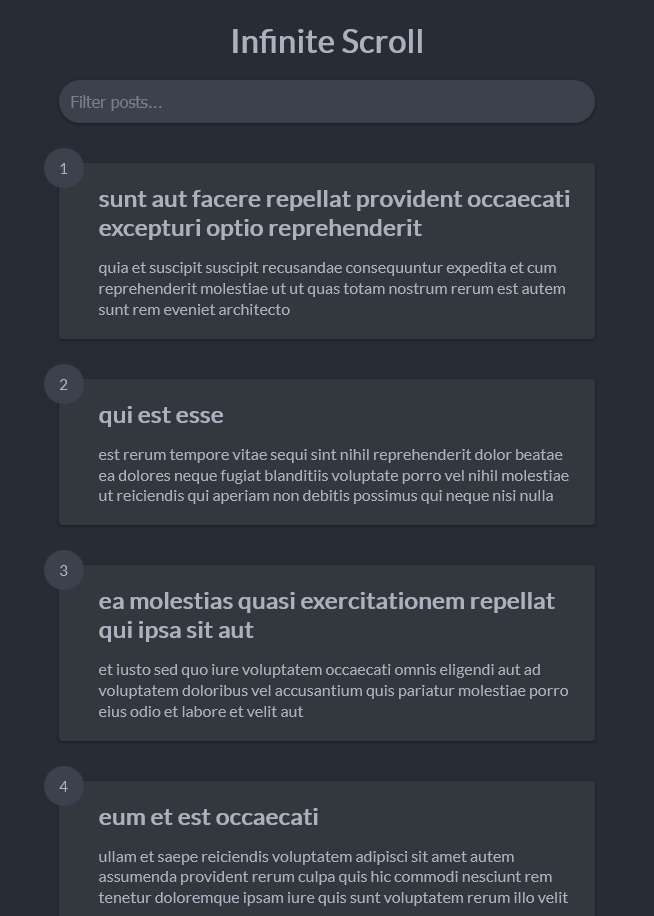 Infinite Scroll
Filter posts...
1
sunt aut facere repellat provident occaecati
excepturi optio reprehenderit
quia et suscipit suscipit recusandae consequuntur expedita et cum
reprehenderit molestiae ut ut quas totam nostrum rerum est autem
sunt rem eveniet architecto
2
qui est esse
est rerum tempore vitae sequi sint nihil reprehenderit dolor beatae
ea dolores neque fugiat blanditiis voluptate porro vel nihil molestiae
ut reiciendis qui aperiam non debitis possimus qui neque nisi nulla
3
ea molestias quasi exercitationem repellat
qui ipsa sit aut
et iusto sed quo iure voluptatem occaecati omnis eligendi aut ad
voluptatem doloribus vel accusantium quis pariatur molestiae porro
eius odio et labore et velit aut
4
eum et est occaecati
ullam et saepe reiciendis voluptatem adipisci sit amet autem
assumenda provident rerum culpa quis hic commodi nesciunt rem
tenetur doloremque ipsam iure quis sunt voluptatem rerum illo velit